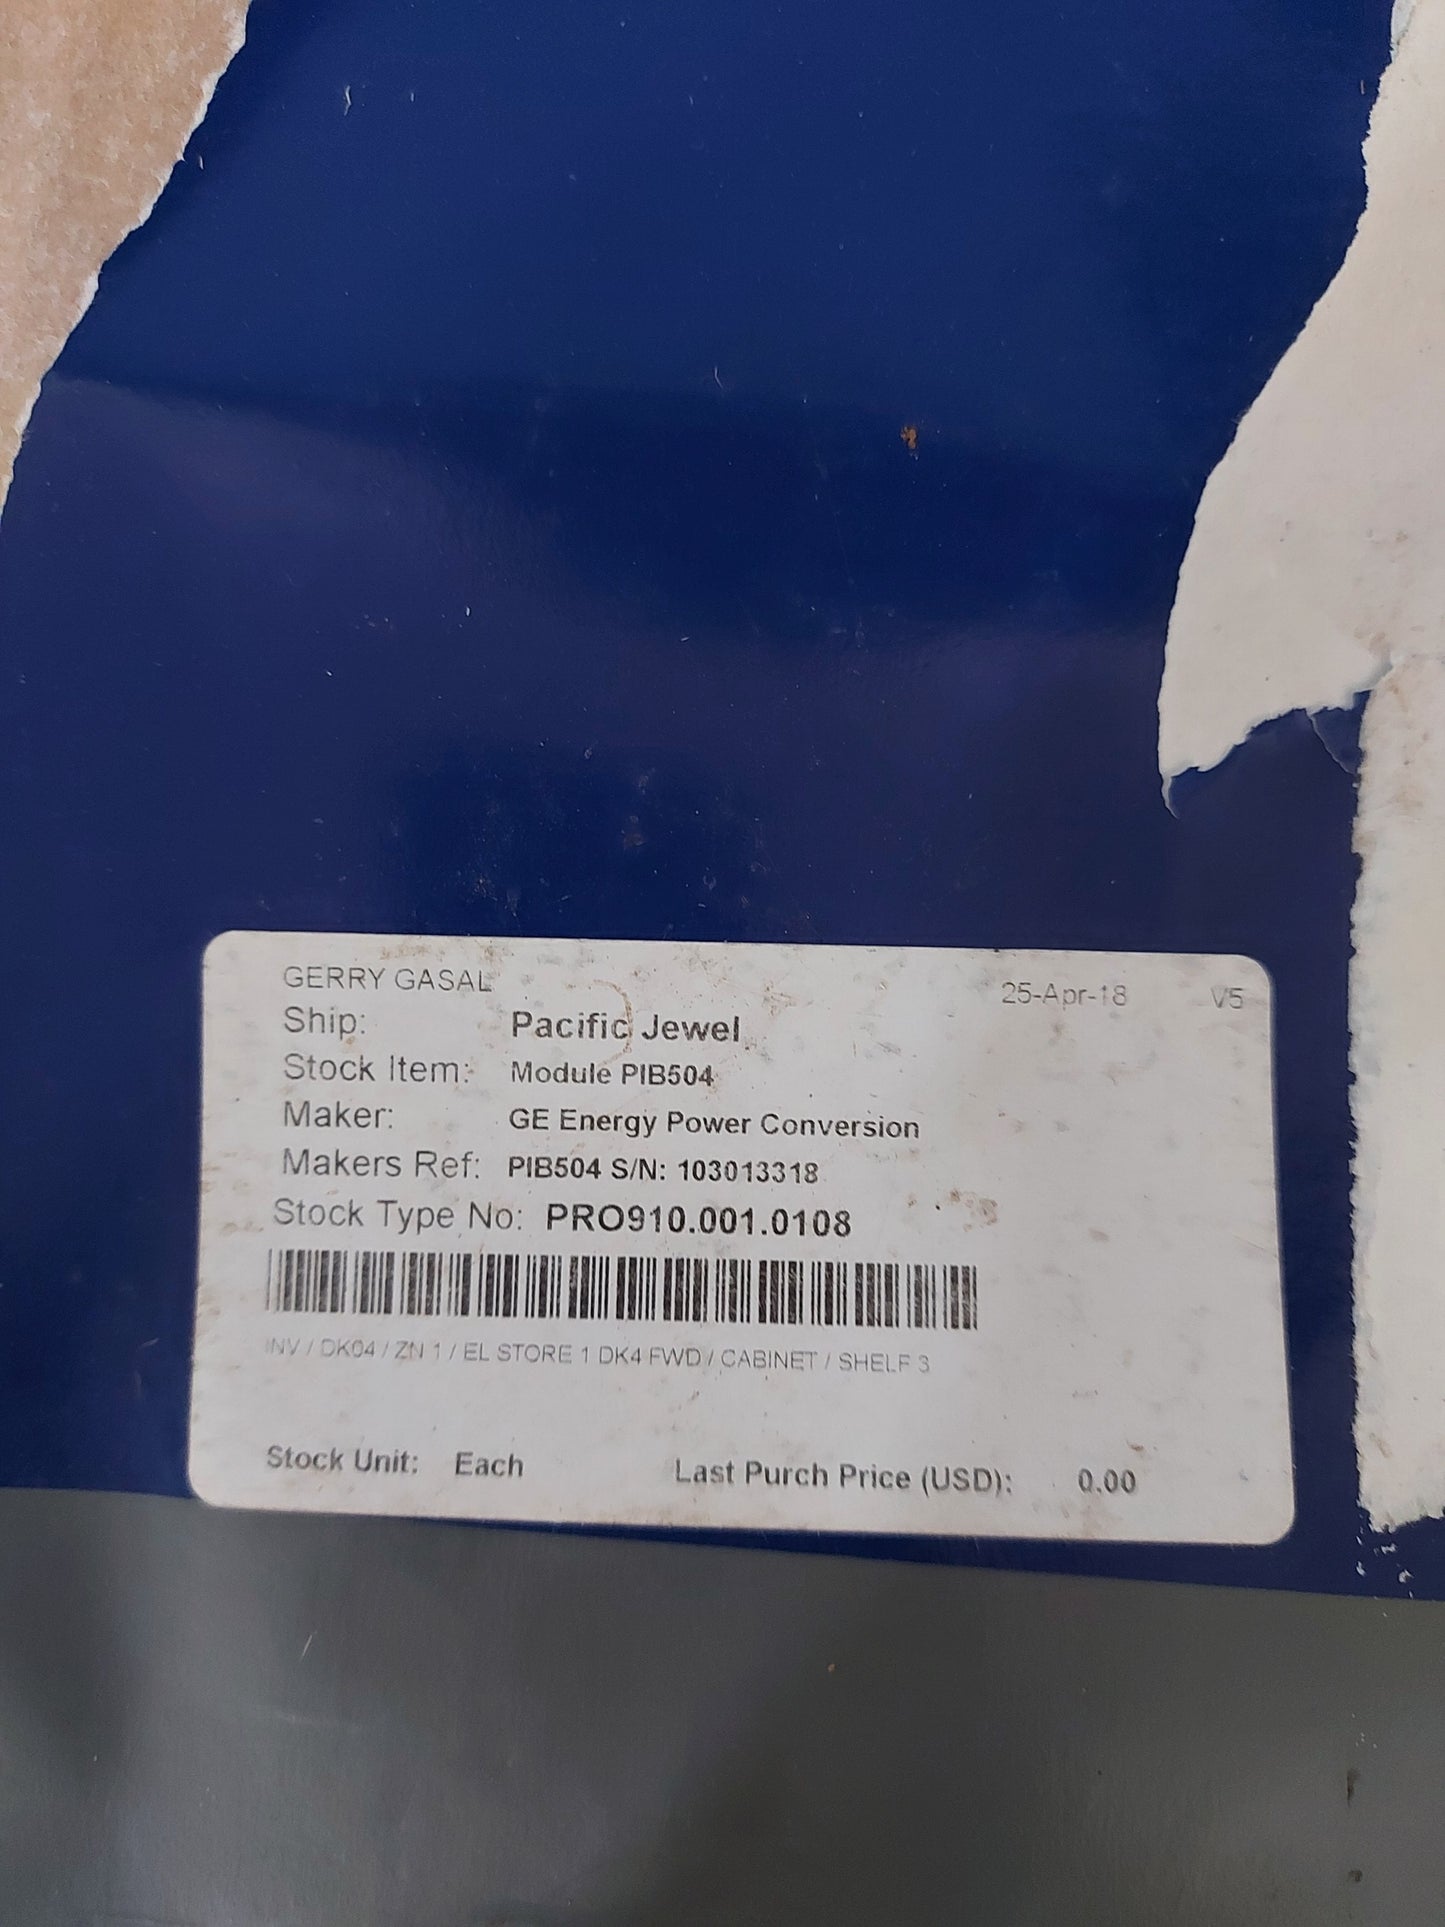 GERRY GASAL 25-Apr-18 V5
Ship: Pacific Jewel
Stock Item: Module PIB504
Maker: GE Energy Power Conversion
Makers Ref: PIB504 S/N: 103013318
Stock Type No: PRO910.001.0108
INV / DK04 / ZN 1 / EL STORE 1 DK4 FWD / CABINET / SHELF 3
Stock Unit: Each Last Purch Price (USD): 0.00